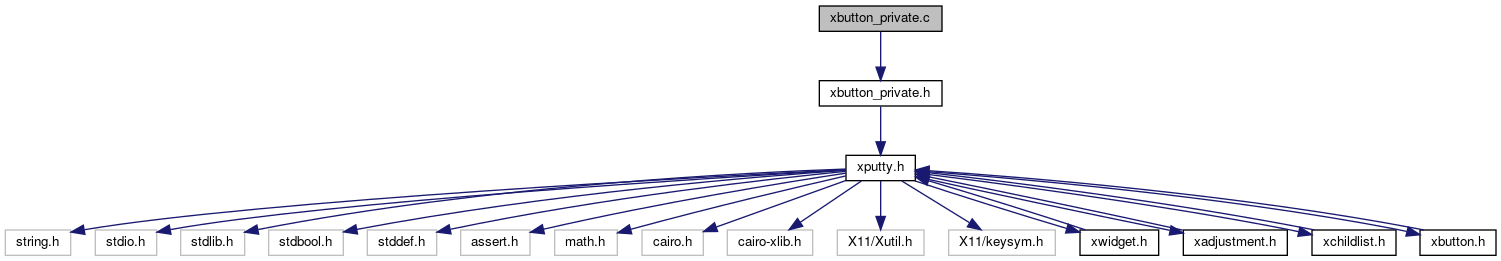 xbutton_private.c
xbutton_private.h
xputty.h
string.h
stdio.h
stdlib.h
stdbool.h
stddef.h
assert.h
math.h
cairo.h
cairo-xlib.h
X11/Xutil.h
X11/keysym.h
xwidget.h
xadjustment.h
xchildlist.h
xbutton.h